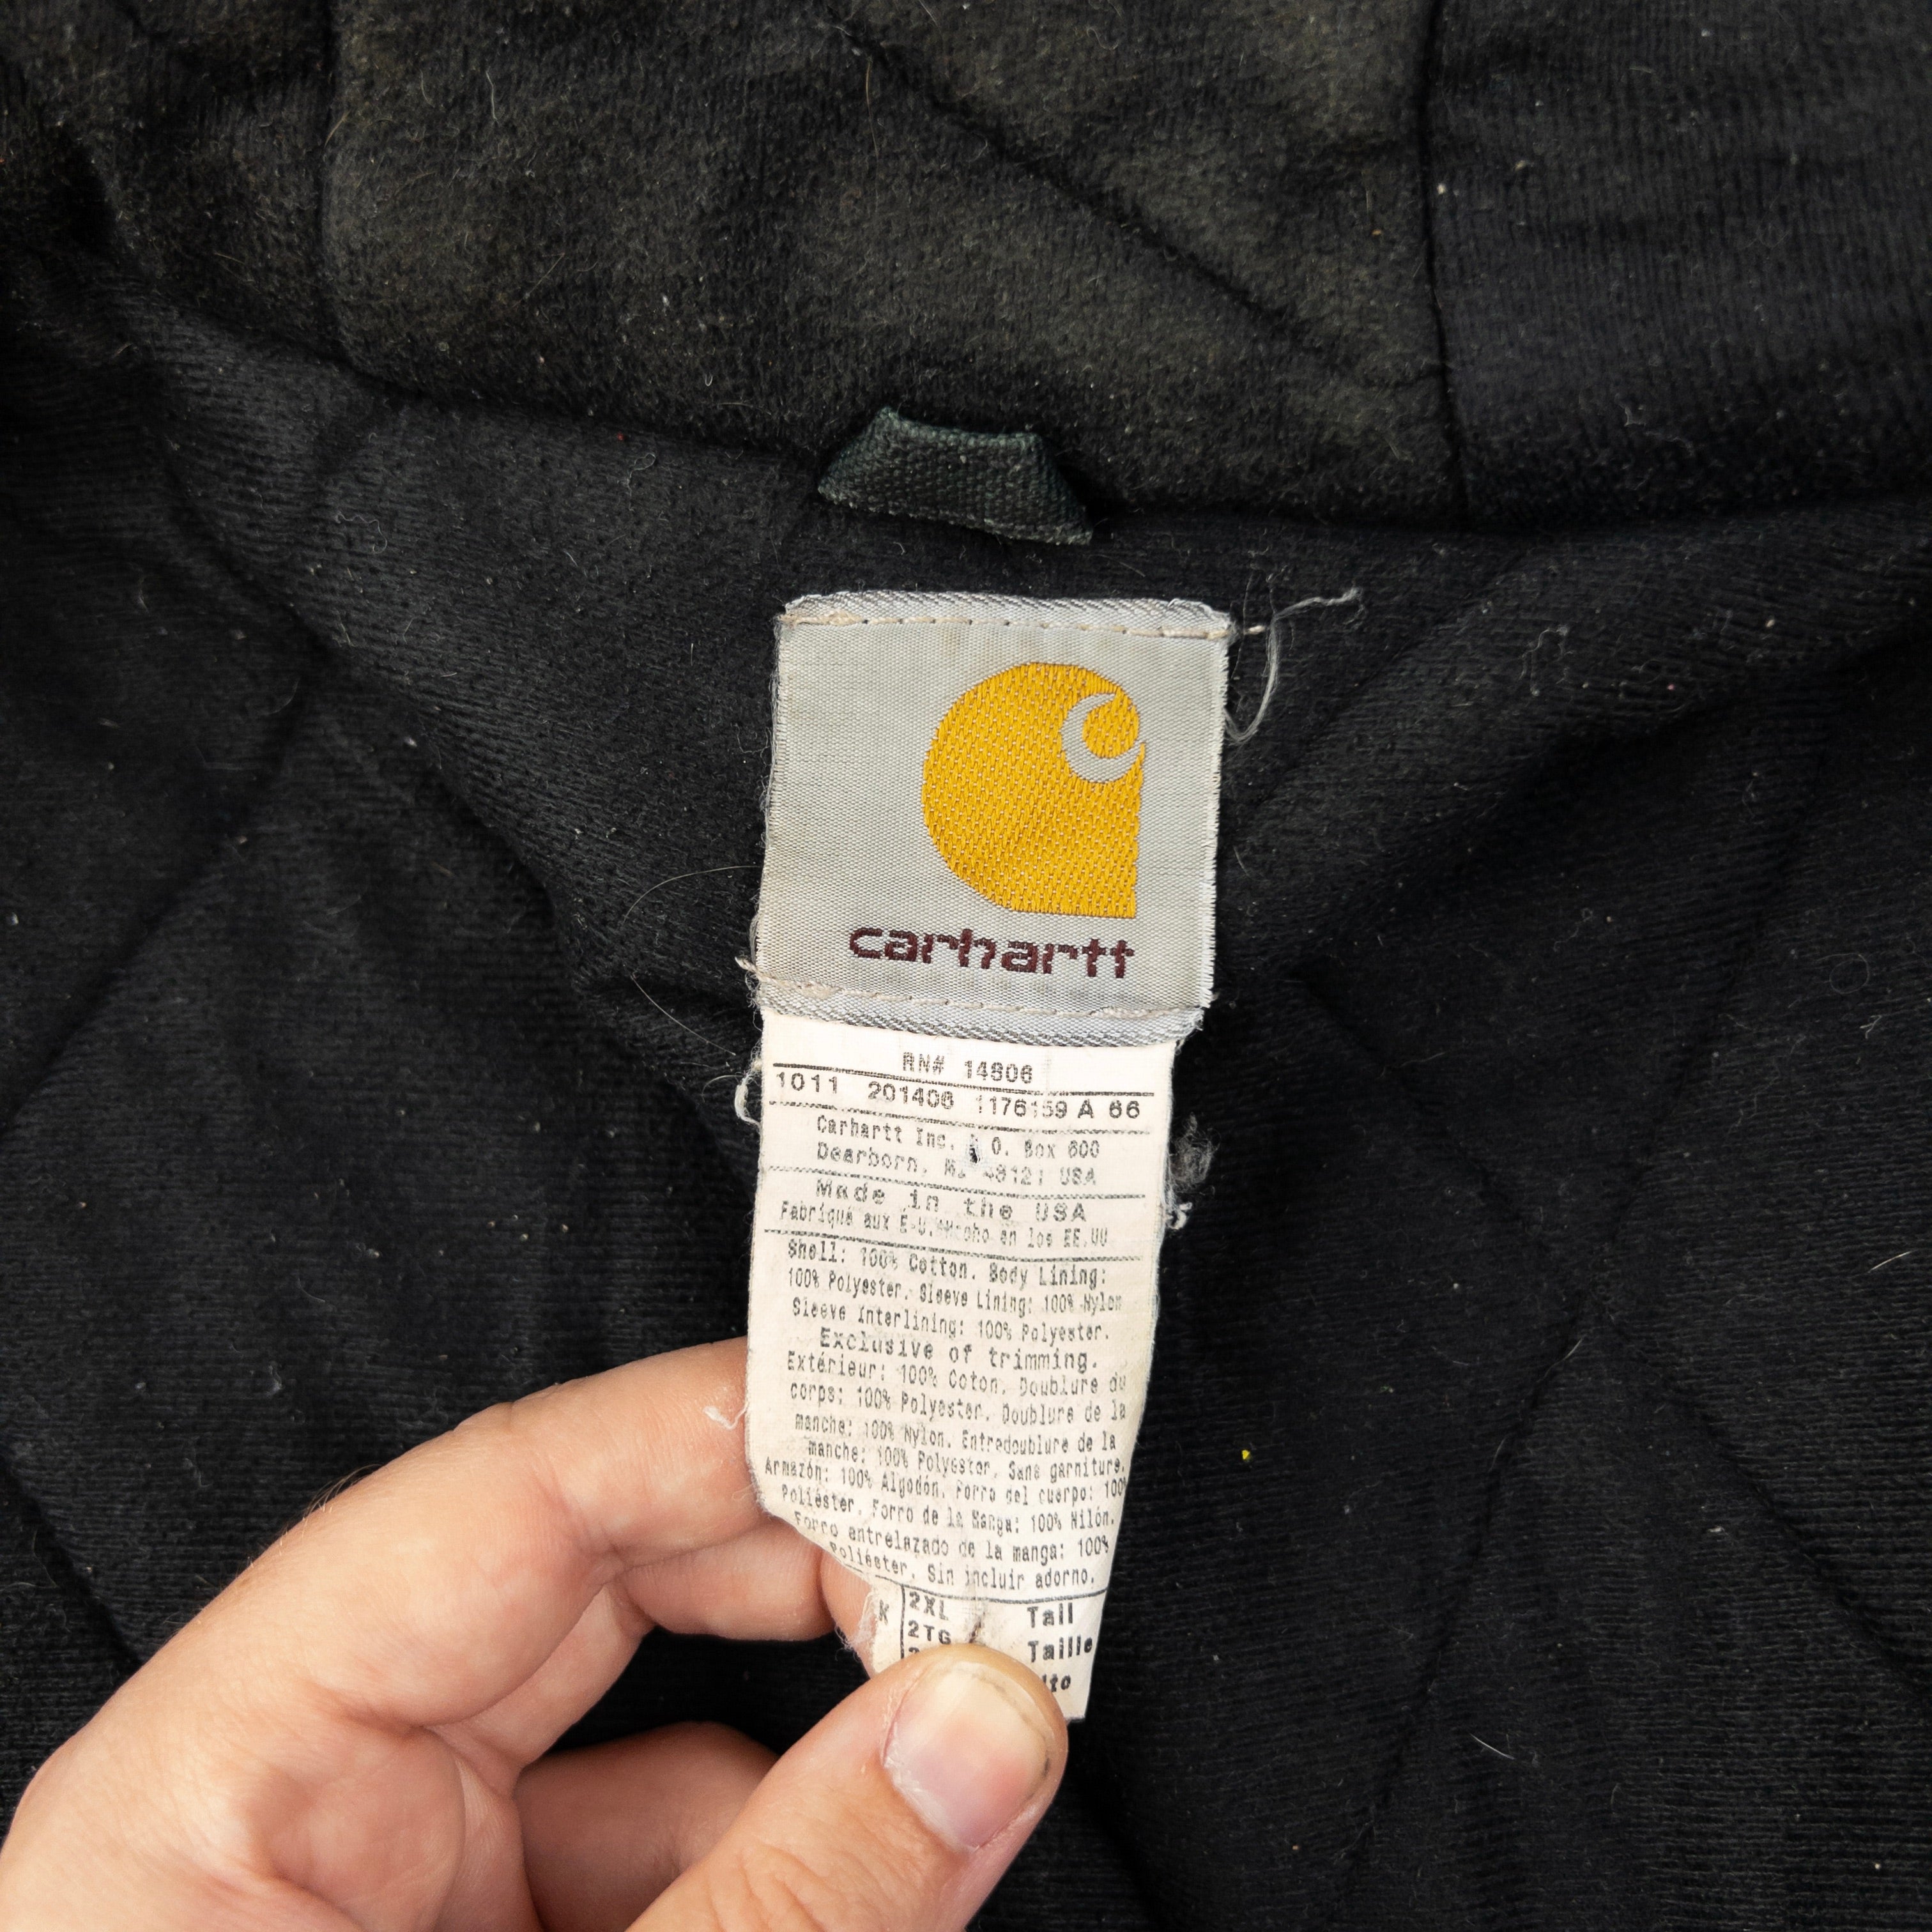 carhartt
RN# 14806
1011 201406 1176159 A 66
Carhartt Inc. O. Box 600
Dearborn, 48121 USA
Made in the USA
Fabriqué aux E-U. en los EE.UU
Shell: 100% Cotton. Body Lining:
100% Polyester. Sleeve Lining: 100% Nylon
Sleeve Interlining: 100% Polyester.
Exclusive of trimming.
Extérieur: 100% Coton. Doublure du
corps: 100% Polyester. Doublure de la
manche: 100% Nylon. Entredoublure de la
manche: 100% Polyester. Sans garniture.
Armazón: 100% Algodón. Forro del cuerpo: 100%
Poliéster. Forro de la Manga: 100% Nilón.
Forro entrelazado de la manga: 100%
Poliéster. Sin incluir adorno.
K 2XL Tall
2TG Taille